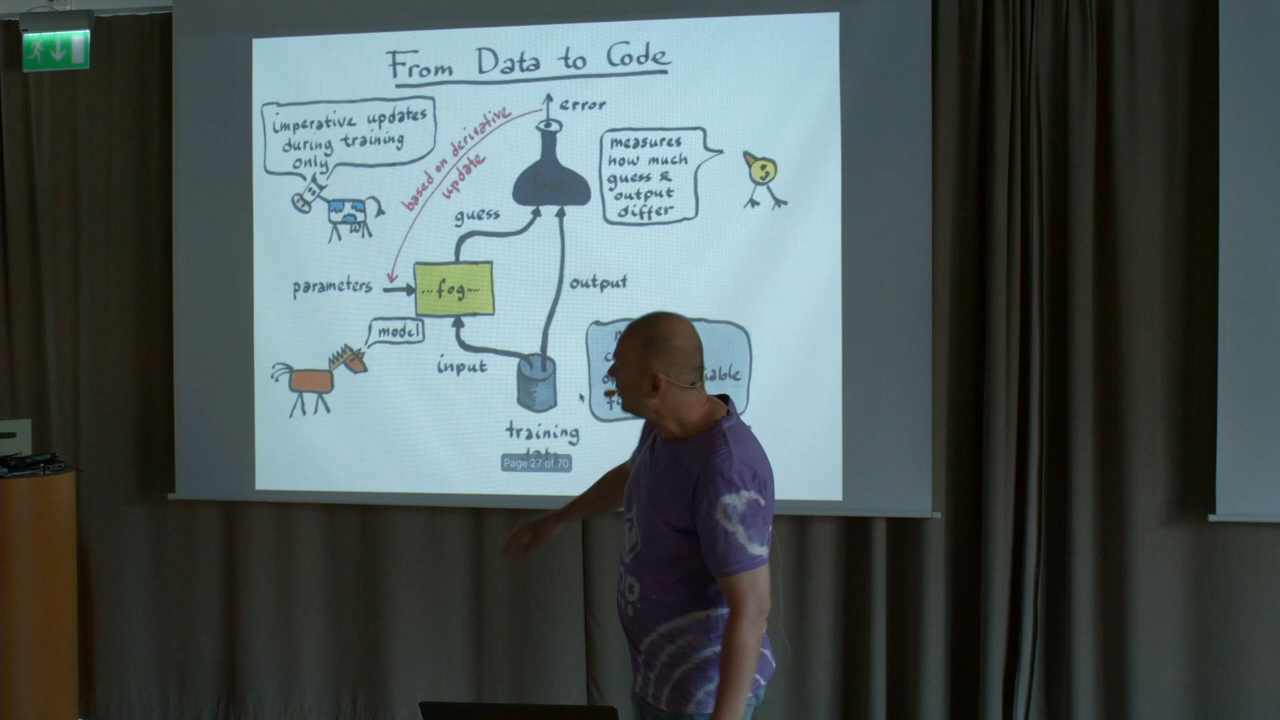 From Data to Code
imperative updates
during training
only
based on derivative
update
error
measures
how much
guess &
output
differ
guess
parameters
...fog...
output
model
input
training
Page 27 of 70